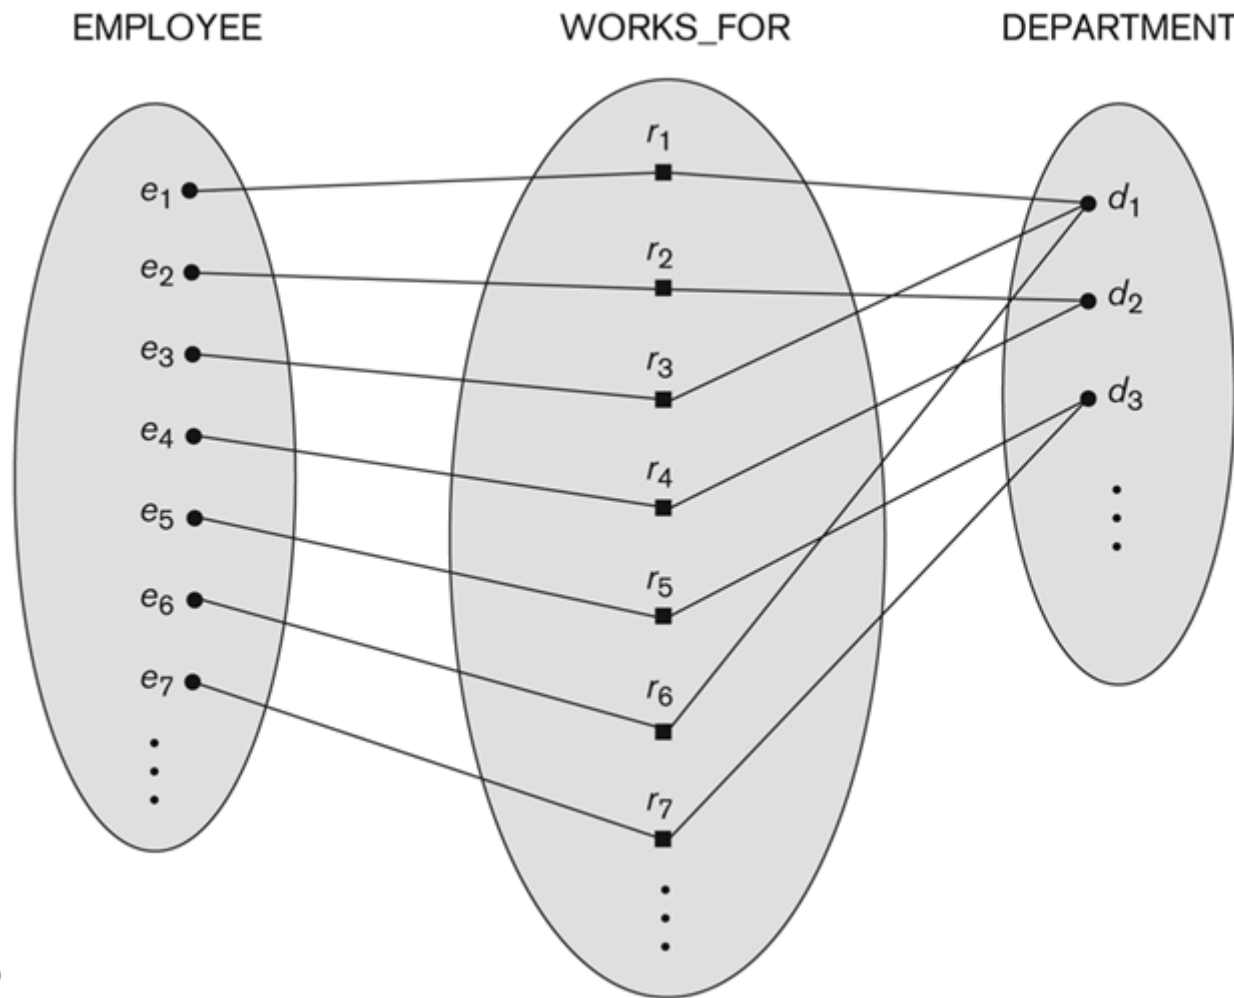 EMPLOYEE WORKS_FOR DEPARTMENT
r₁
e₁ d₁
r₂
e₂ d₂
e₃ r₃
d₃
e₄ r₄
e₅
r₅
e₆
e₇ r₆
r₇